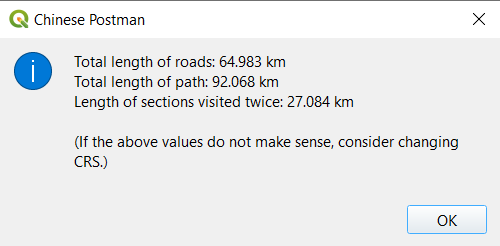 Chinese Postman
Total length of roads: 64.983 km
Total length of path: 92.068 km
Length of sections visited twice: 27.084 km
(If the above values do not make sense, consider changing
CRS.)
OK